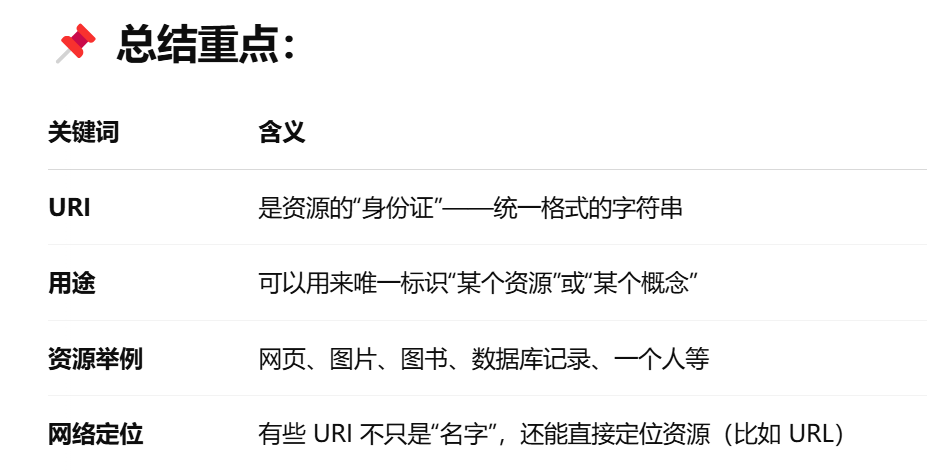 📌 总结重点：
关键词 含义
URI 是资源的“身份证”——统一格式的字符串
用途 可以用来唯一标识“某个资源”或“某个概念”
资源举例 网页、图片、图书、数据库记录、一个人等
网络定位 有些 URI 不只是“名字”，还能直接定位资源（比如 URL）